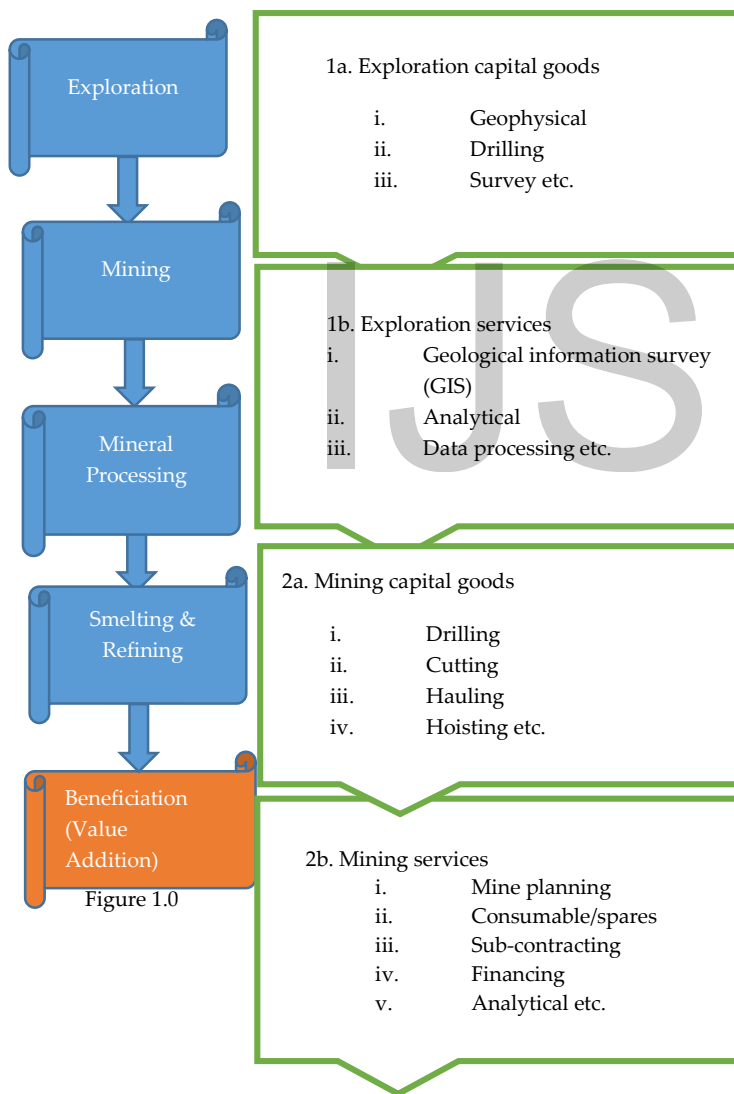 Exploration
Mining
Mineral
Processing
Smelting &
Refining
Beneficiation
(Value
Addition)
Figure 1.0
1a. Exploration capital goods
i. Geophysical
ii. Drilling
iii. Survey etc.
1b. Exploration services
i. Geological information survey
(GIS)
ii. Analytical
iii. Data processing etc.
2a. Mining capital goods
i. Drilling
ii. Cutting
iii. Hauling
iv. Hoisting etc.
2b. Mining services
i. Mine planning
ii. Consumable/spares
iii. Sub-contracting
iv. Financing
v. Analytical etc.
IJS